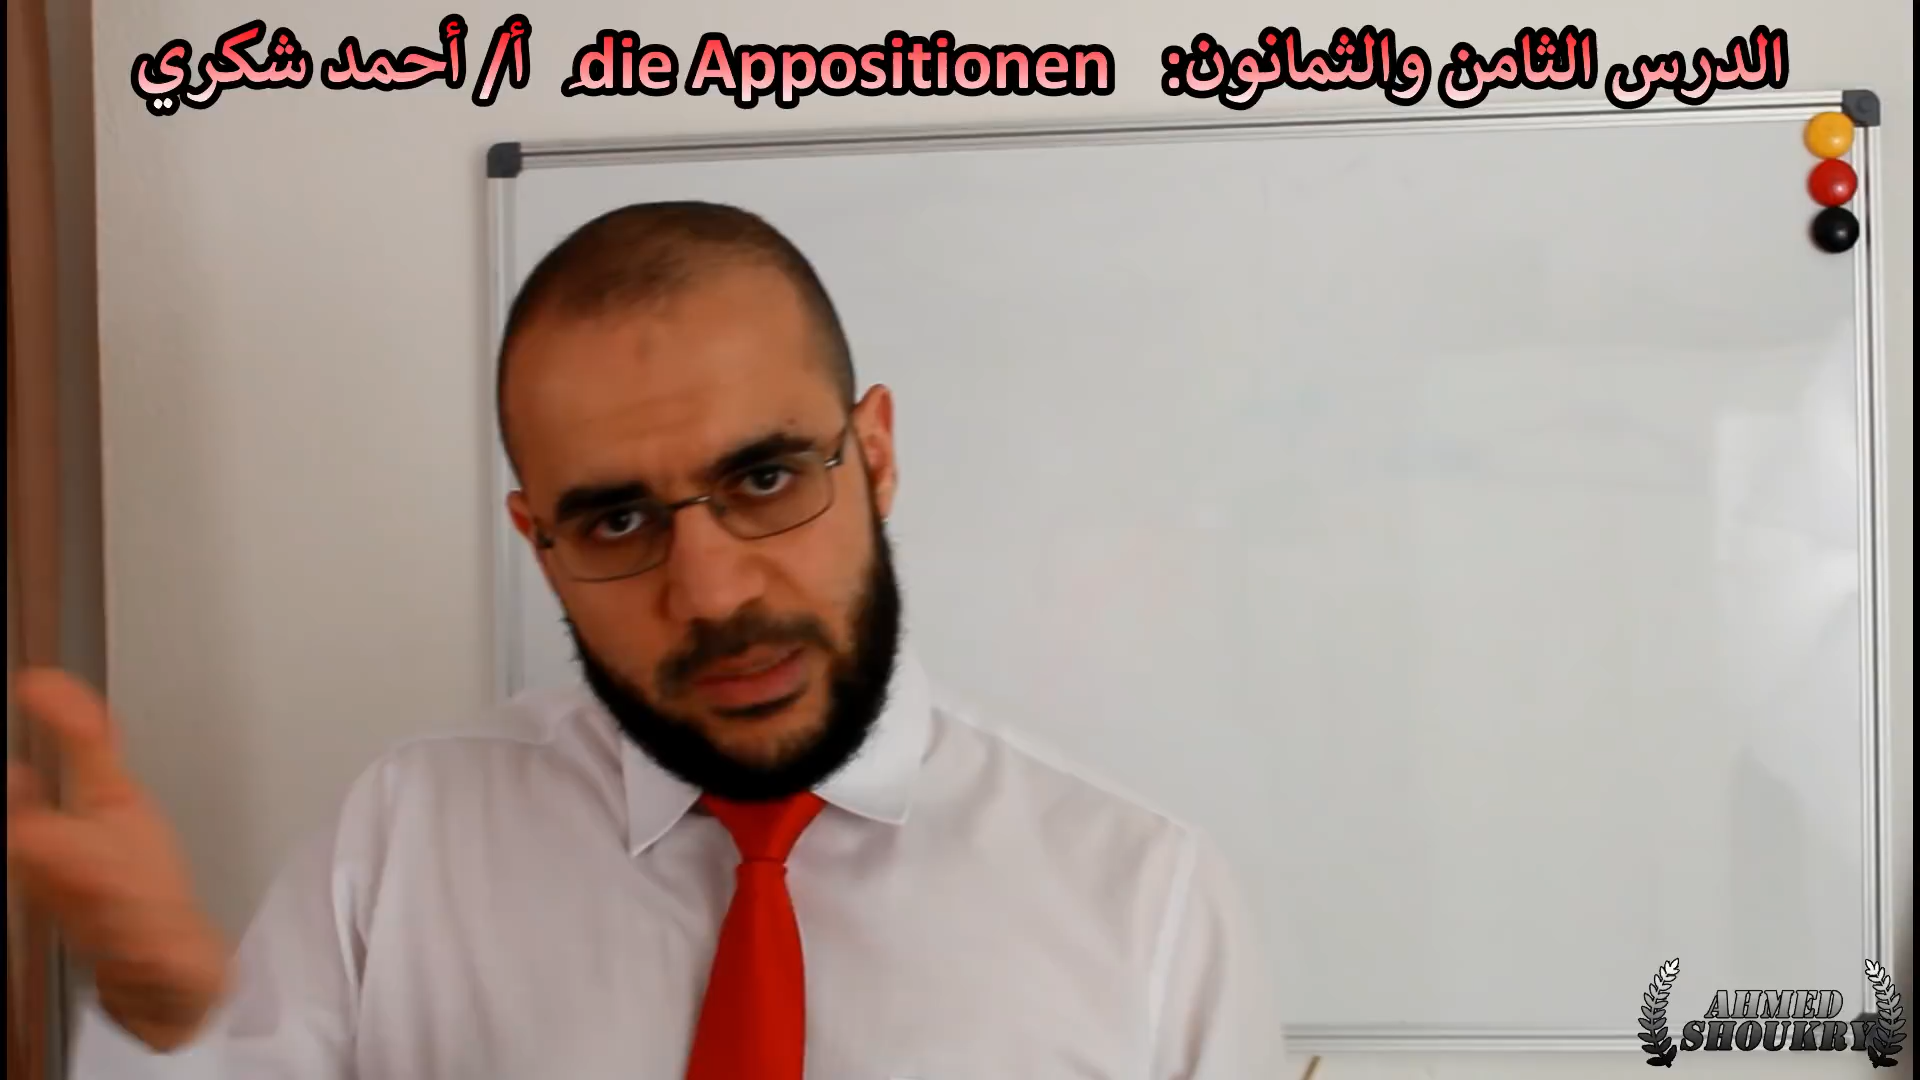 الدرس الثامن والثمانون: die Appositionen أ/ أحمد شكري
AHMED
SHOUKRY